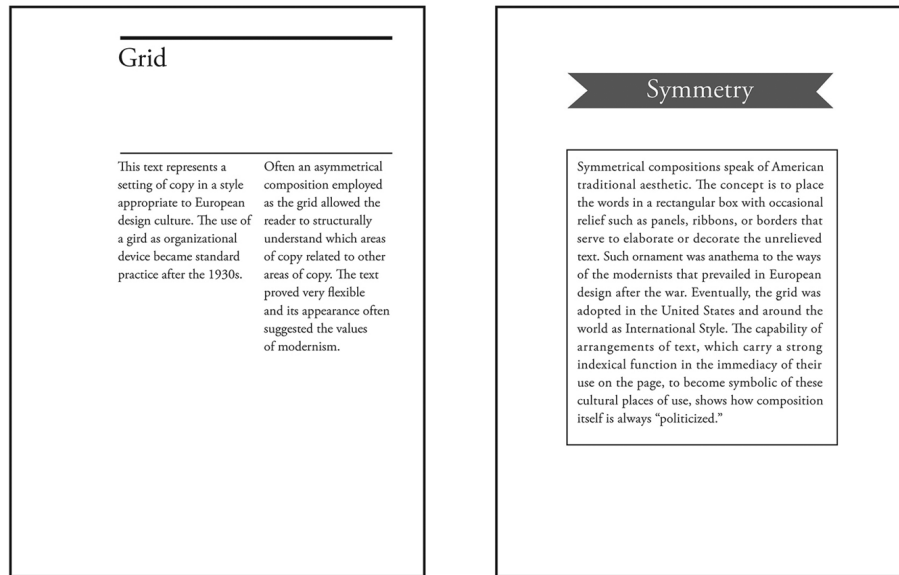 Grid
This text represents a
setting of copy in a style
appropriate to European
design culture. The use of
a gird as organizational
device became standard
practice after the 1930s.
Often an asymmetrical
composition employed
as the grid allowed the
reader to structurally
understand which areas
of copy related to other
areas of copy. The text
proved very flexible
and its appearance often
suggested the values
of modernism.
Symmetry
Symmetrical compositions speak of American
traditional aesthetic. The concept is to place
the words in a rectangular box with occasional
relief such as panels, ribbons, or borders that
serve to elaborate or decorate the unrelieved
text. Such ornament was anathema to the ways
of the modernists that prevailed in European
design after the war. Eventually, the grid was
adopted in the United States and around the
world as International Style. The capability of
arrangements of text, which carry a strong
indexical function in the immediacy of their
use on the page, to become symbolic of these
cultural places of use, shows how composition
itself is always “politicized.”